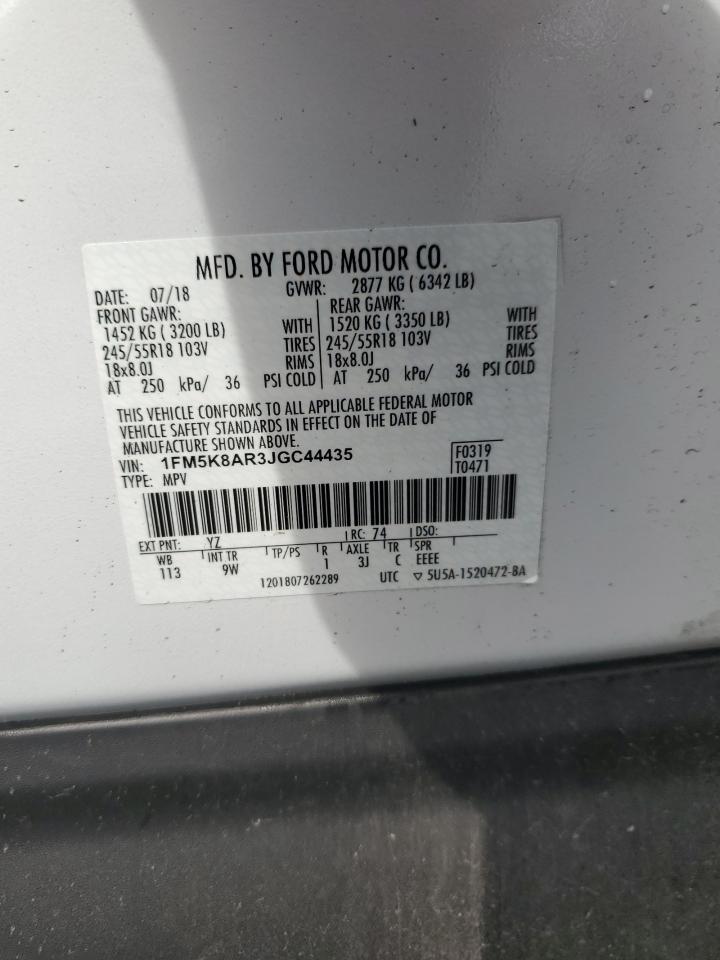 MFD. BY FORD MOTOR CO.
DATE: 07/18 GVWR: 2877 KG ( 6342 LB)
FRONT GAWR: REAR GAWR:
1452 KG ( 3200 LB) WITH 1520 KG ( 3350 LB) WITH
245/55R18 103V TIRES 245/55R18 103V TIRES
18x8.0J RIMS 18x8.0J RIMS
AT 250 kPa/ 36 PSI COLD AT 250 kPa/ 36 PSI COLD
THIS VEHICLE CONFORMS TO ALL APPLICABLE FEDERAL MOTOR
VEHICLE SAFETY STANDARDS IN EFFECT ON THE DATE OF
MANUFACTURE SHOWN ABOVE.
VIN: 1FM5K8AR3JGC44435 F0319
TYPE: MPV T0471
EXT PNT: YZ RC: 74 DSO:
WB INT TR TP/PS R AXLE TR SPR
113 9W 1 3J C EEEE
1201807262289 UTC ▽ 5U5A-1520472-BA